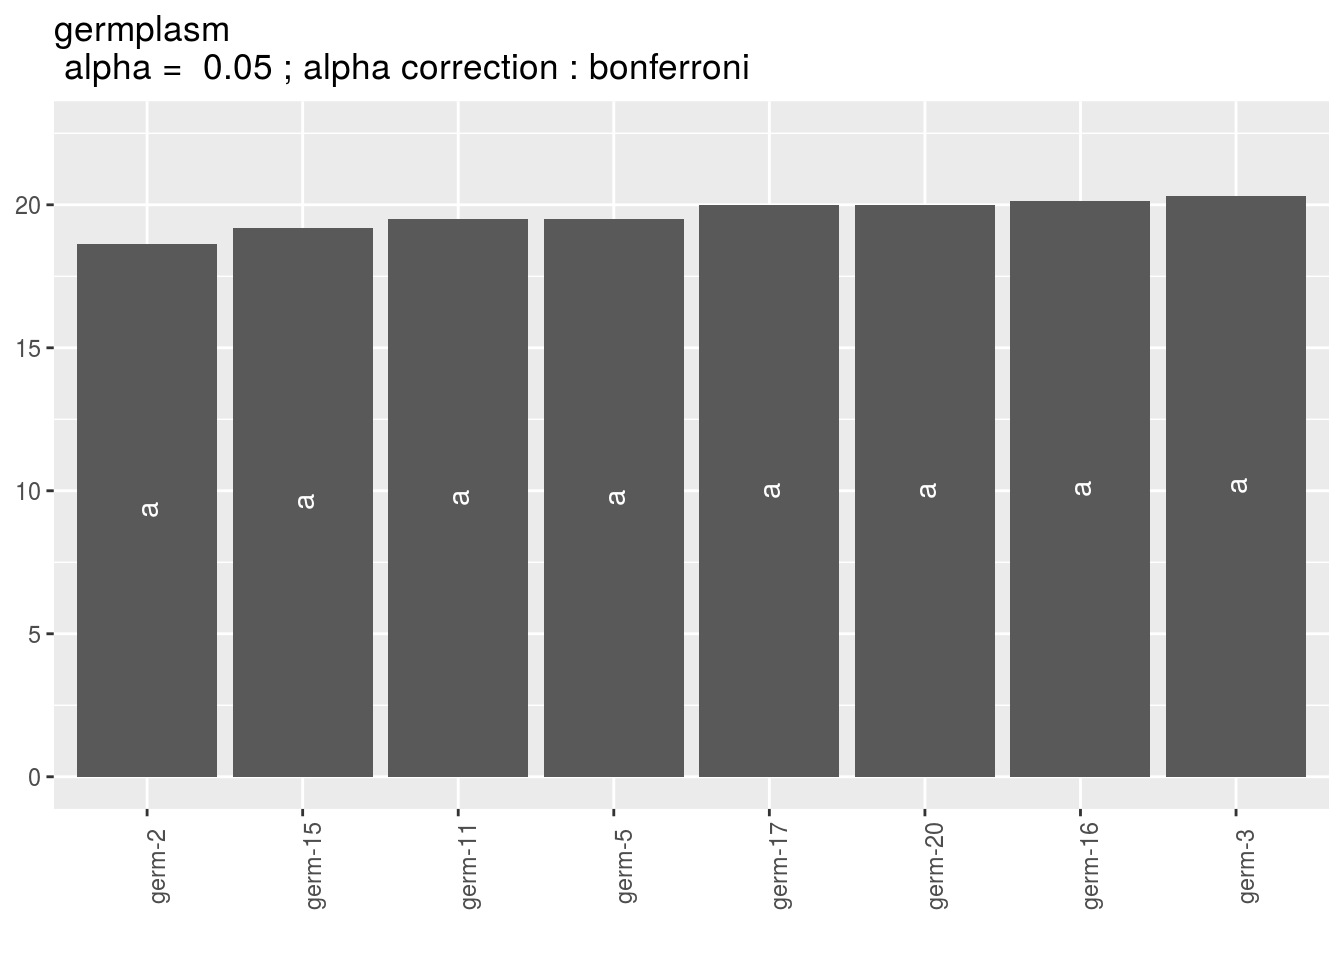 germplasm
alpha =  0.05 ; alpha correction : bonferroni
20
15
10
5
0
a a a a a a a a
germ-2 germ-15 germ-11 germ-5 germ-17 germ-20 germ-16 germ-3